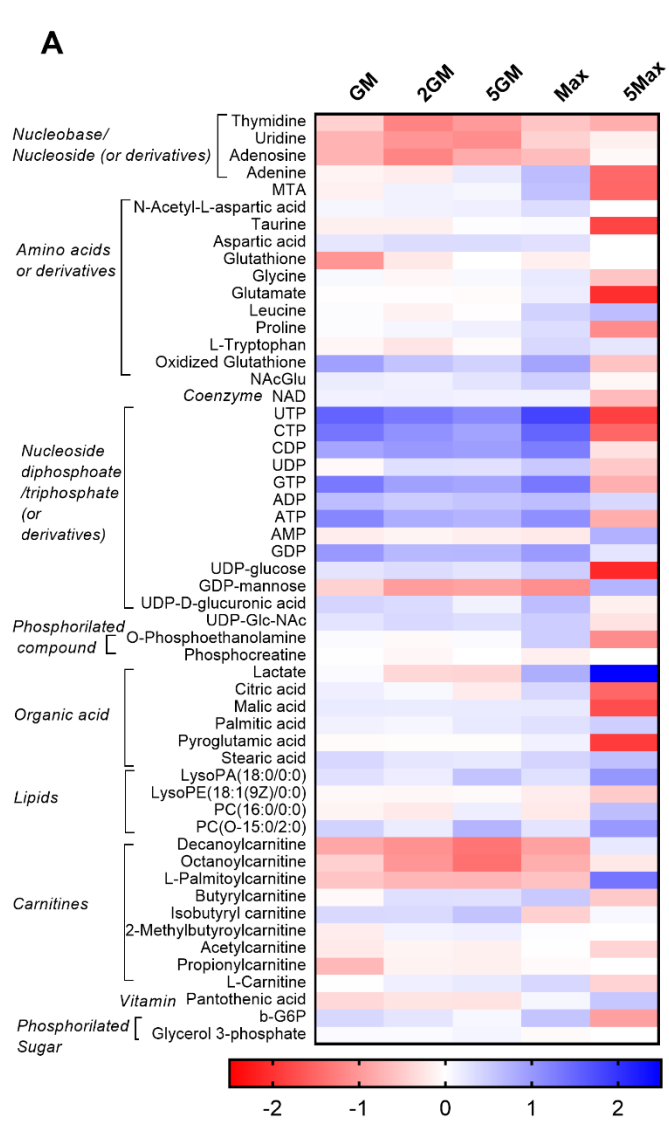 A
GM 2GM 5GM Max 5Max
Nucleobase/
Nucleoside (or derivatives)
Thymidine
Uridine
Adenosine
Adenine
MTA
Amino acids
or derivatives
N-Acetyl-L-aspartic acid
Taurine
Aspartic acid
Glutathione
Glycine
Glutamate
Leucine
Proline
L-Tryptophan
Oxidized Glutathione
NAcGlu
Coenzyme NAD
Nucleoside
diphosphoate
/triphosphate
(or
derivatives)
UTP
CTP
CDP
UDP
GTP
ADP
ATP
AMP
GDP
UDP-glucose
GDP-mannose
UDP-D-glucuronic acid
UDP-Glc-NAc
Phosphorilated
compound
O-Phosphoethanolamine
Phosphocreatine
Organic acid
Lactate
Citric acid
Malic acid
Palmitic acid
Pyroglutamic acid
Stearic acid
Lipids
LysoPA(18:0/0:0)
LysoPE(18:1(9Z)/0:0)
PC(16:0/0:0)
PC(O-15:0/2:0)
Carnitines
Decanoylcarnitine
Octanoylcarnitine
L-Palmitoylcarnitine
Butyrylcarnitine
Isobutyryl carnitine
2-Methylbutyroylcarnitine
Acetylcarnitine
Propionylcarnitine
L-Carnitine
Vitamin Pantothenic acid
Phosphorilated
Sugar
b-G6P
Glycerol 3-phosphate
-2 -1 0 1 2